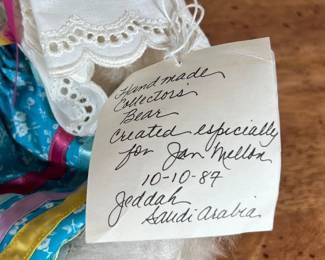 Handmade
Collectors'
Bear
Created especially
for Jan Mellon
10-10-87
Jeddah
Saudi Arabia